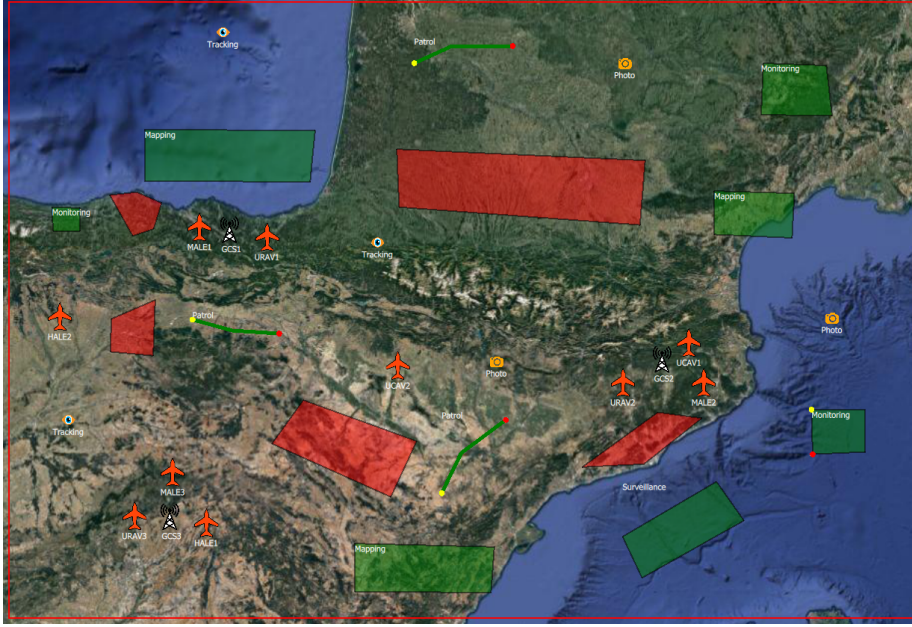 Tracking
Patrol
Photo
Monitoring
Mapping
Mapping
Monitoring
MALE1
GCS1
URAV1
Tracking
HALE2
Patrol
Photo
UCAV1
UCAV2
Photo
GCS2
URAV2
MALE2
Patrol
Monitoring
Tracking
MALE3
Surveillance
URAV3
GCS3
HALE1
Mapping